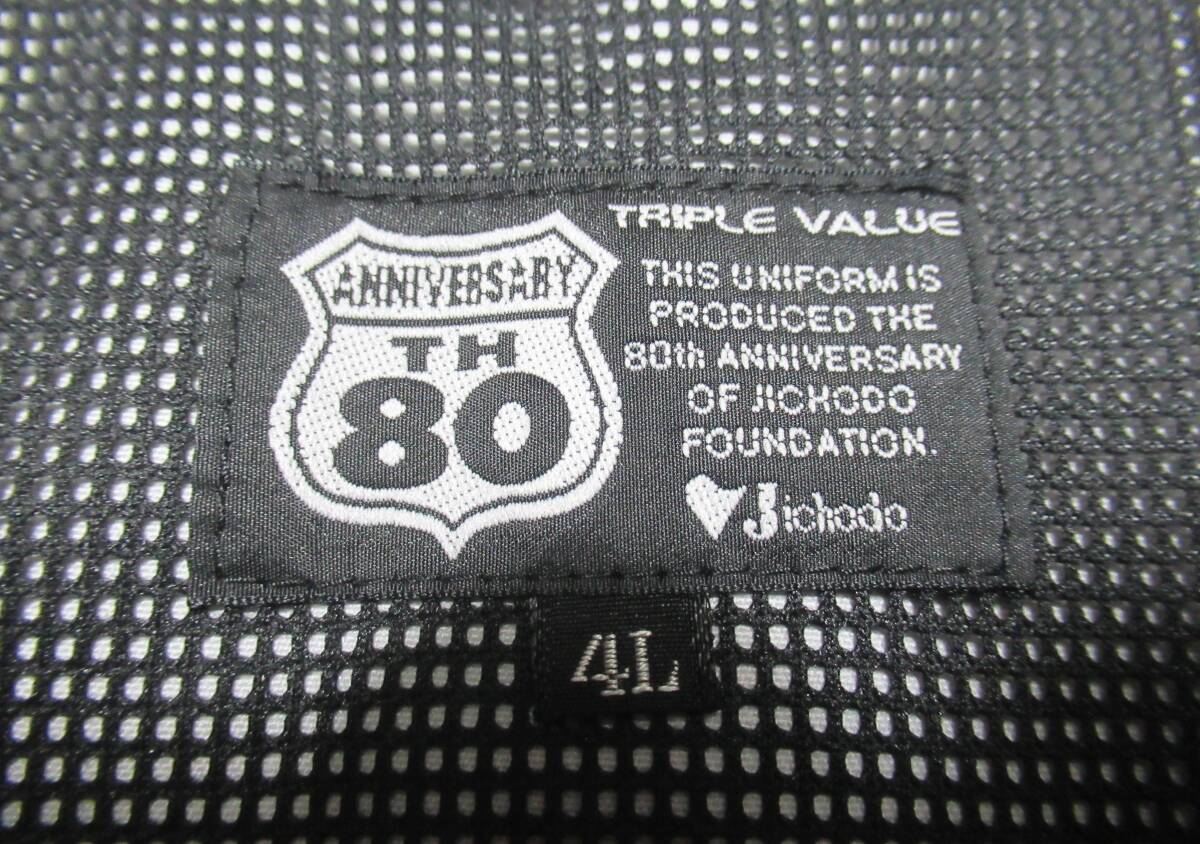 ANNIVERSARY
TH
80
TRIPLE VALUE
THIS UNIFORM IS
PRODUCED THE
80th ANNIVERSARY
OF JICHODO
FOUNDATION.
Jichodo
4L